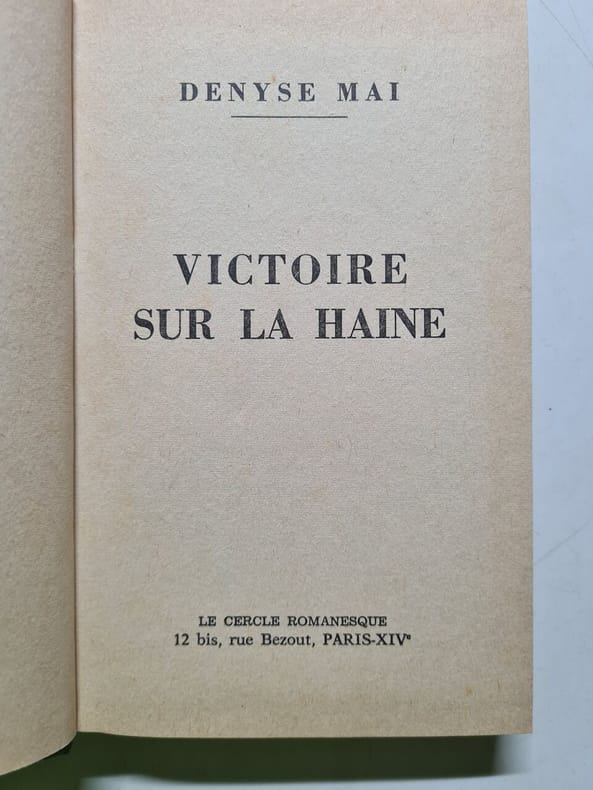 DENYSE MAI
VICTOIRE
SUR LA HAINE
LE CERCLE ROMANESQUE
12 bis, rue Bezout, PARIS-XIVᵉ